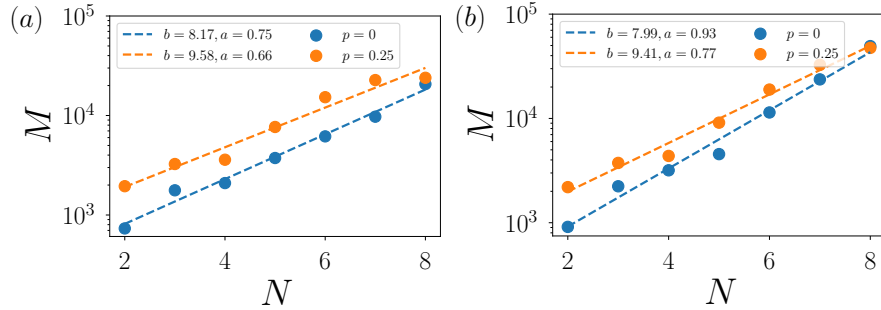 (a)
b = 8.17, a = 0.75
p = 0
b = 9.58, a = 0.66
p = 0.25
10^5
10^4
10^3
M
2 4 6 8
N
(b)
b = 7.99, a = 0.93
p = 0
b = 9.41, a = 0.77
p = 0.25
10^5
10^4
10^3
M
2 4 6 8
N